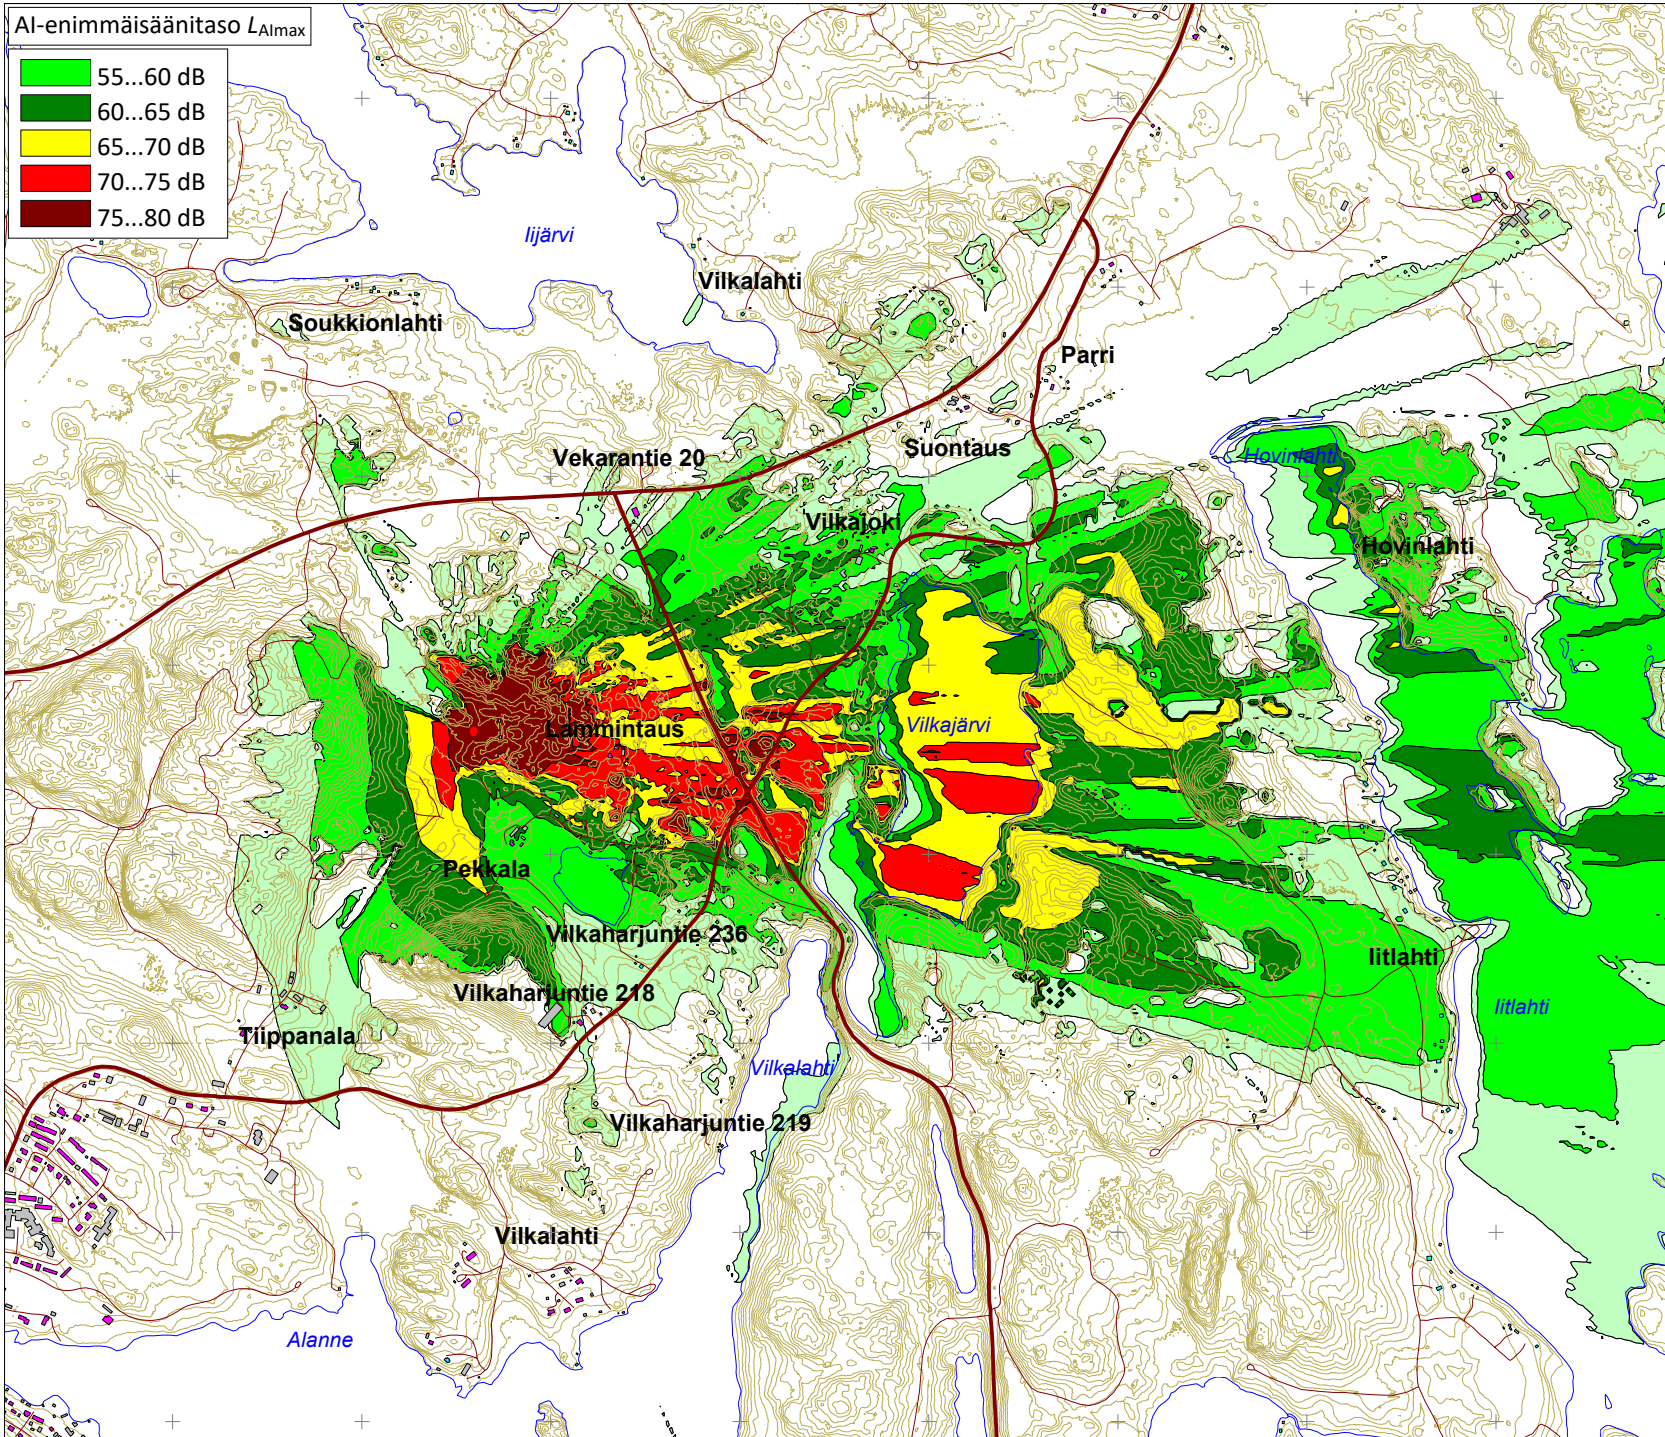 AI-enimmäisäänitaso LAImax
55...60 dB
60...65 dB
65...70 dB
70...75 dB
75...80 dB
Iijärvi
Vilkalahti
Soukkionlahti
Parri
Suontaus
Vekarantie 20
Hovinlahti
Vilkajoki
Hovinlahti
Lammintaus
Vilkajärvi
Pekkala
Vilkaharjuntie 236
Iitlahti
Vilkaharjuntie 218
Iitlahti
Tiippanala
Vilkalahti
Vilkaharjuntie 219
Vilkalahti
Alanne